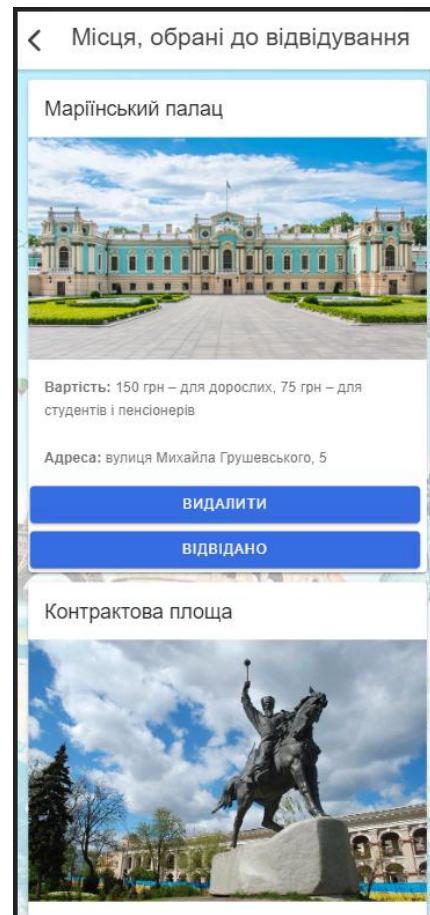 Місця, обрані до відвідування
Маріїнський палац
Вартість: 150 грн – для дорослих, 75 грн – для
студентів і пенсіонерів
Адреса: вулиця Михайла Грушевського, 5
ВИДАЛИТИ
ВІДВІДАНО
Контрактова площа